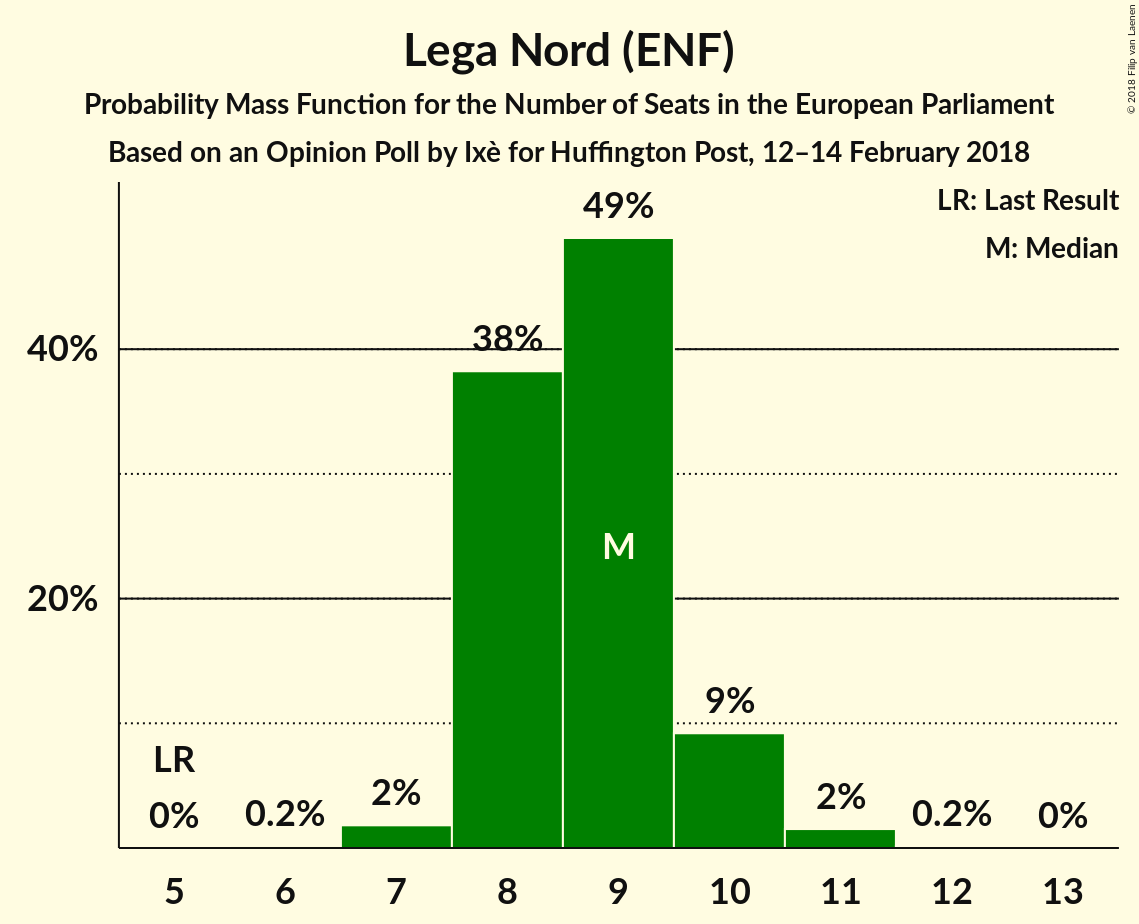 Lega Nord (ENF)
Probability Mass Function for the Number of Seats in the European Parliament
Based on an Opinion Poll by Ixè for Huffington Post, 12–14 February 2018
© 2018 Filip van Laenen
LR: Last Result
M: Median
49%
38%
40%
M
20%
9%
LR
2%
2%
0%
0.2%
0.2%
0%
5 6 7 8 9 10 11 12 13